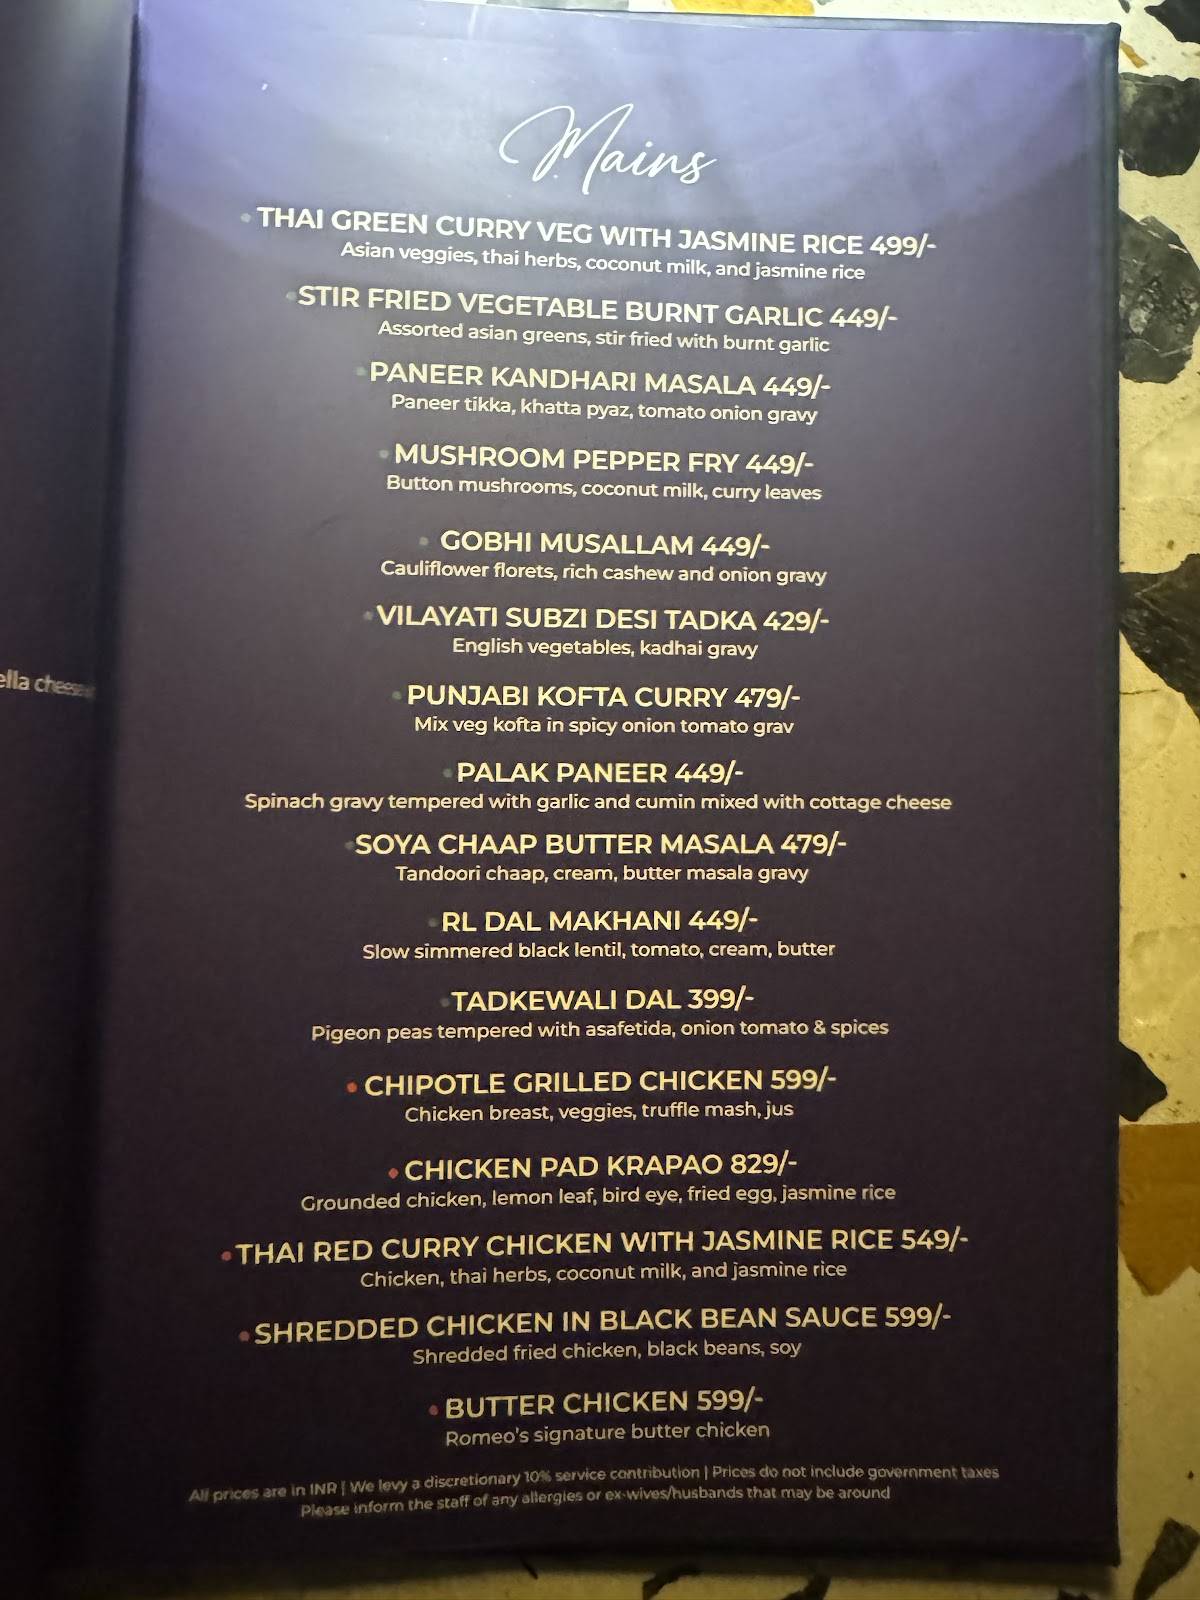 Mains
THAI GREEN CURRY VEG WITH JASMINE RICE 499/-
Asian veggies, thai herbs, coconut milk, and jasmine rice
STIR FRIED VEGETABLE BURNT GARLIC 449/-
Assorted asian greens, stir fried with burnt garlic
PANEER KANDHARI MASALA 449/-
Paneer tikka, khatta pyaz, tomato onion gravy
MUSHROOM PEPPER FRY 449/-
Button mushrooms, coconut milk, curry leaves
GOBHI MUSALLAM 449/-
Cauliflower florets, rich cashew and onion gravy
VILAYATI SUBZI DESI TADKA 429/-
English vegetables, kadhai gravy
ella cheese
PUNJABI KOFTA CURRY 479/-
Mix veg kofta in spicy onion tomato grav
PALAK PANEER 449/-
Spinach gravy tempered with garlic and cumin mixed with cottage cheese
SOYA CHAAP BUTTER MASALA 479/-
Tandoori chaap, cream, butter masala gravy
RL DAL MAKHANI 449/-
Slow simmered black lentil, tomato, cream, butter
TADKEWALI DAL 399/-
Pigeon peas tempered with asafetida, onion tomato & spices
CHIPOTLE GRILLED CHICKEN 599/-
Chicken breast, veggies, truffle mash, jus
CHICKEN PAD KRAPAO 829/-
Grounded chicken, lemon leaf, bird eye, fried egg, jasmine rice
THAI RED CURRY CHICKEN WITH JASMINE RICE 549/-
Chicken, thai herbs, coconut milk, and jasmine rice
SHREDDED CHICKEN IN BLACK BEAN SAUCE 599/-
Shredded fried chicken, black beans, soy
BUTTER CHICKEN 599/-
Romeo's signature butter chicken
All prices are in INR | We levy a discretionary 10% service contribution | Prices do not include government taxes
Please inform the staff of any allergies or ex-wives/husbands that may be around